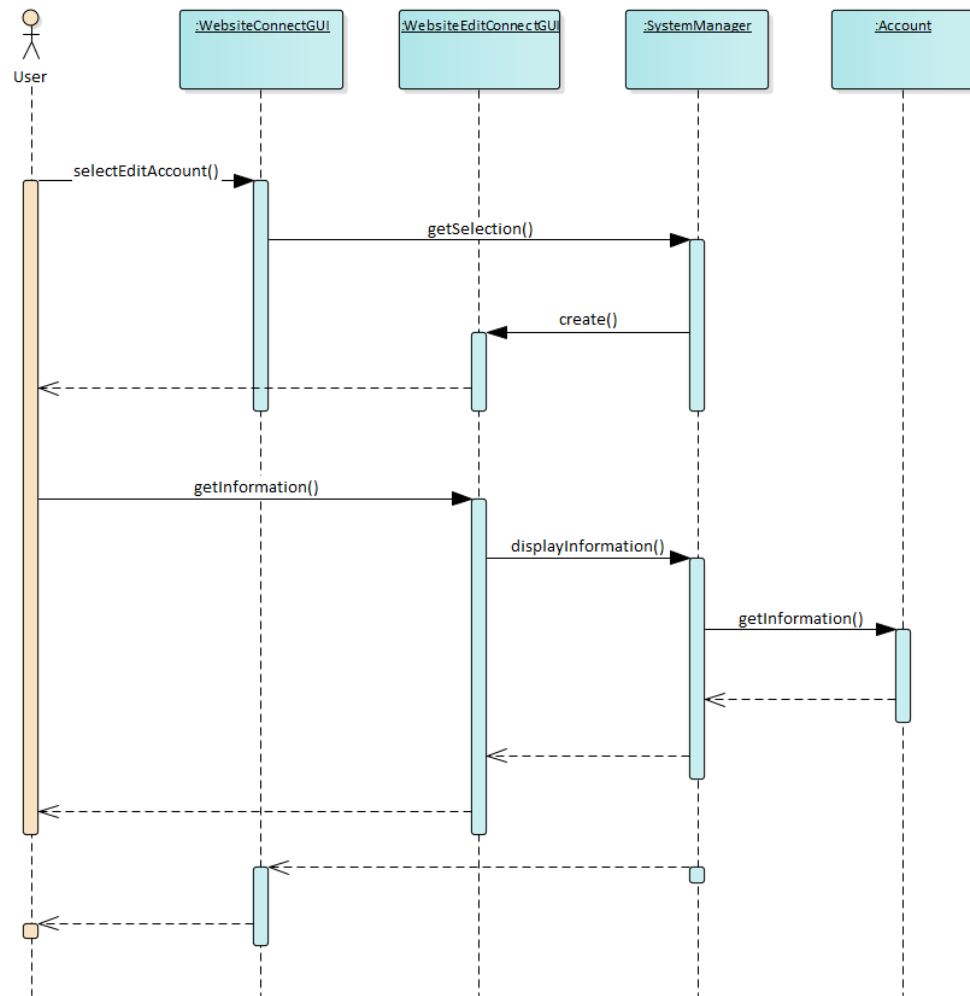 :WebsiteConnectGUI
:WebsiteEditConnectGUI
:SystemManager
:Account
User
selectEditAccount()
getSelection()
create()
getInformation()
displayInformation()
getInformation()